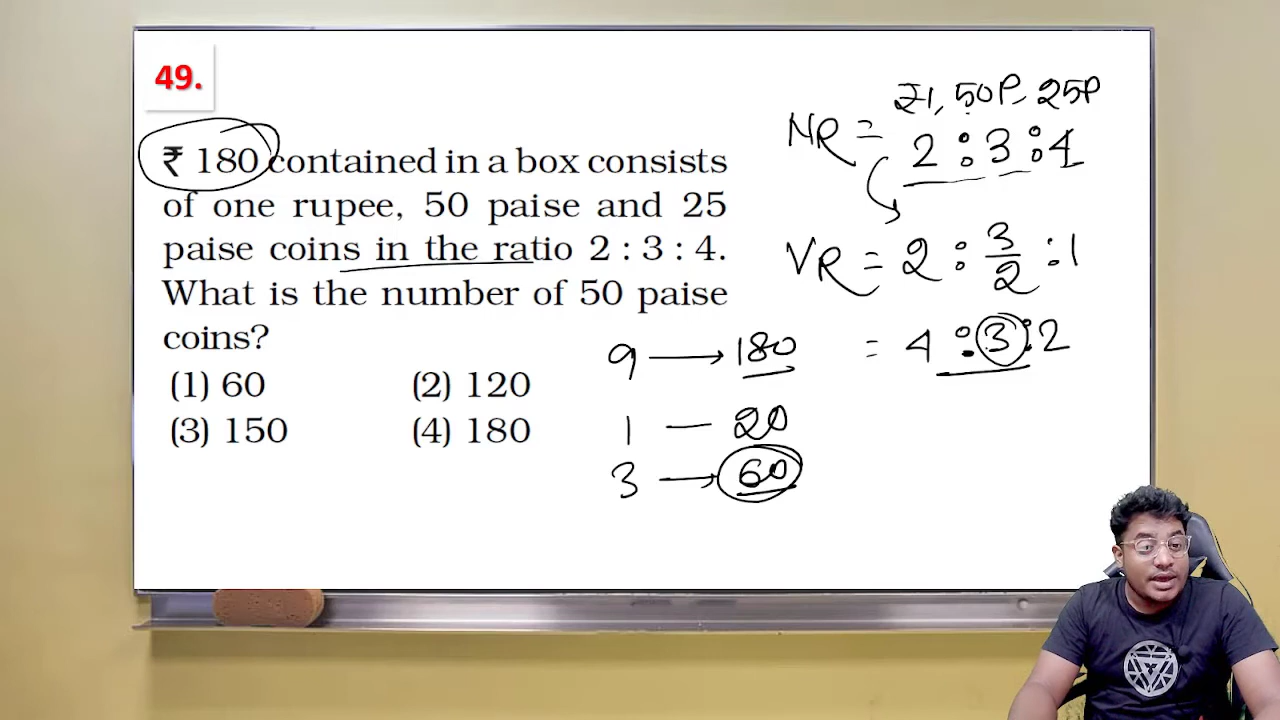 49.
₹ 180 contained in a box consists
of one rupee, 50 paise and 25
paise coins in the ratio 2 : 3 : 4.
What is the number of 50 paise
coins?
(1) 60 (2) 120
(3) 150 (4) 180
₹1, 50P, 25P
NR = 2 : 3 : 4
VR = 2 : 3/2 : 1
= 4 : 3 : 2
9 → 180
1 — 20
3 → 60